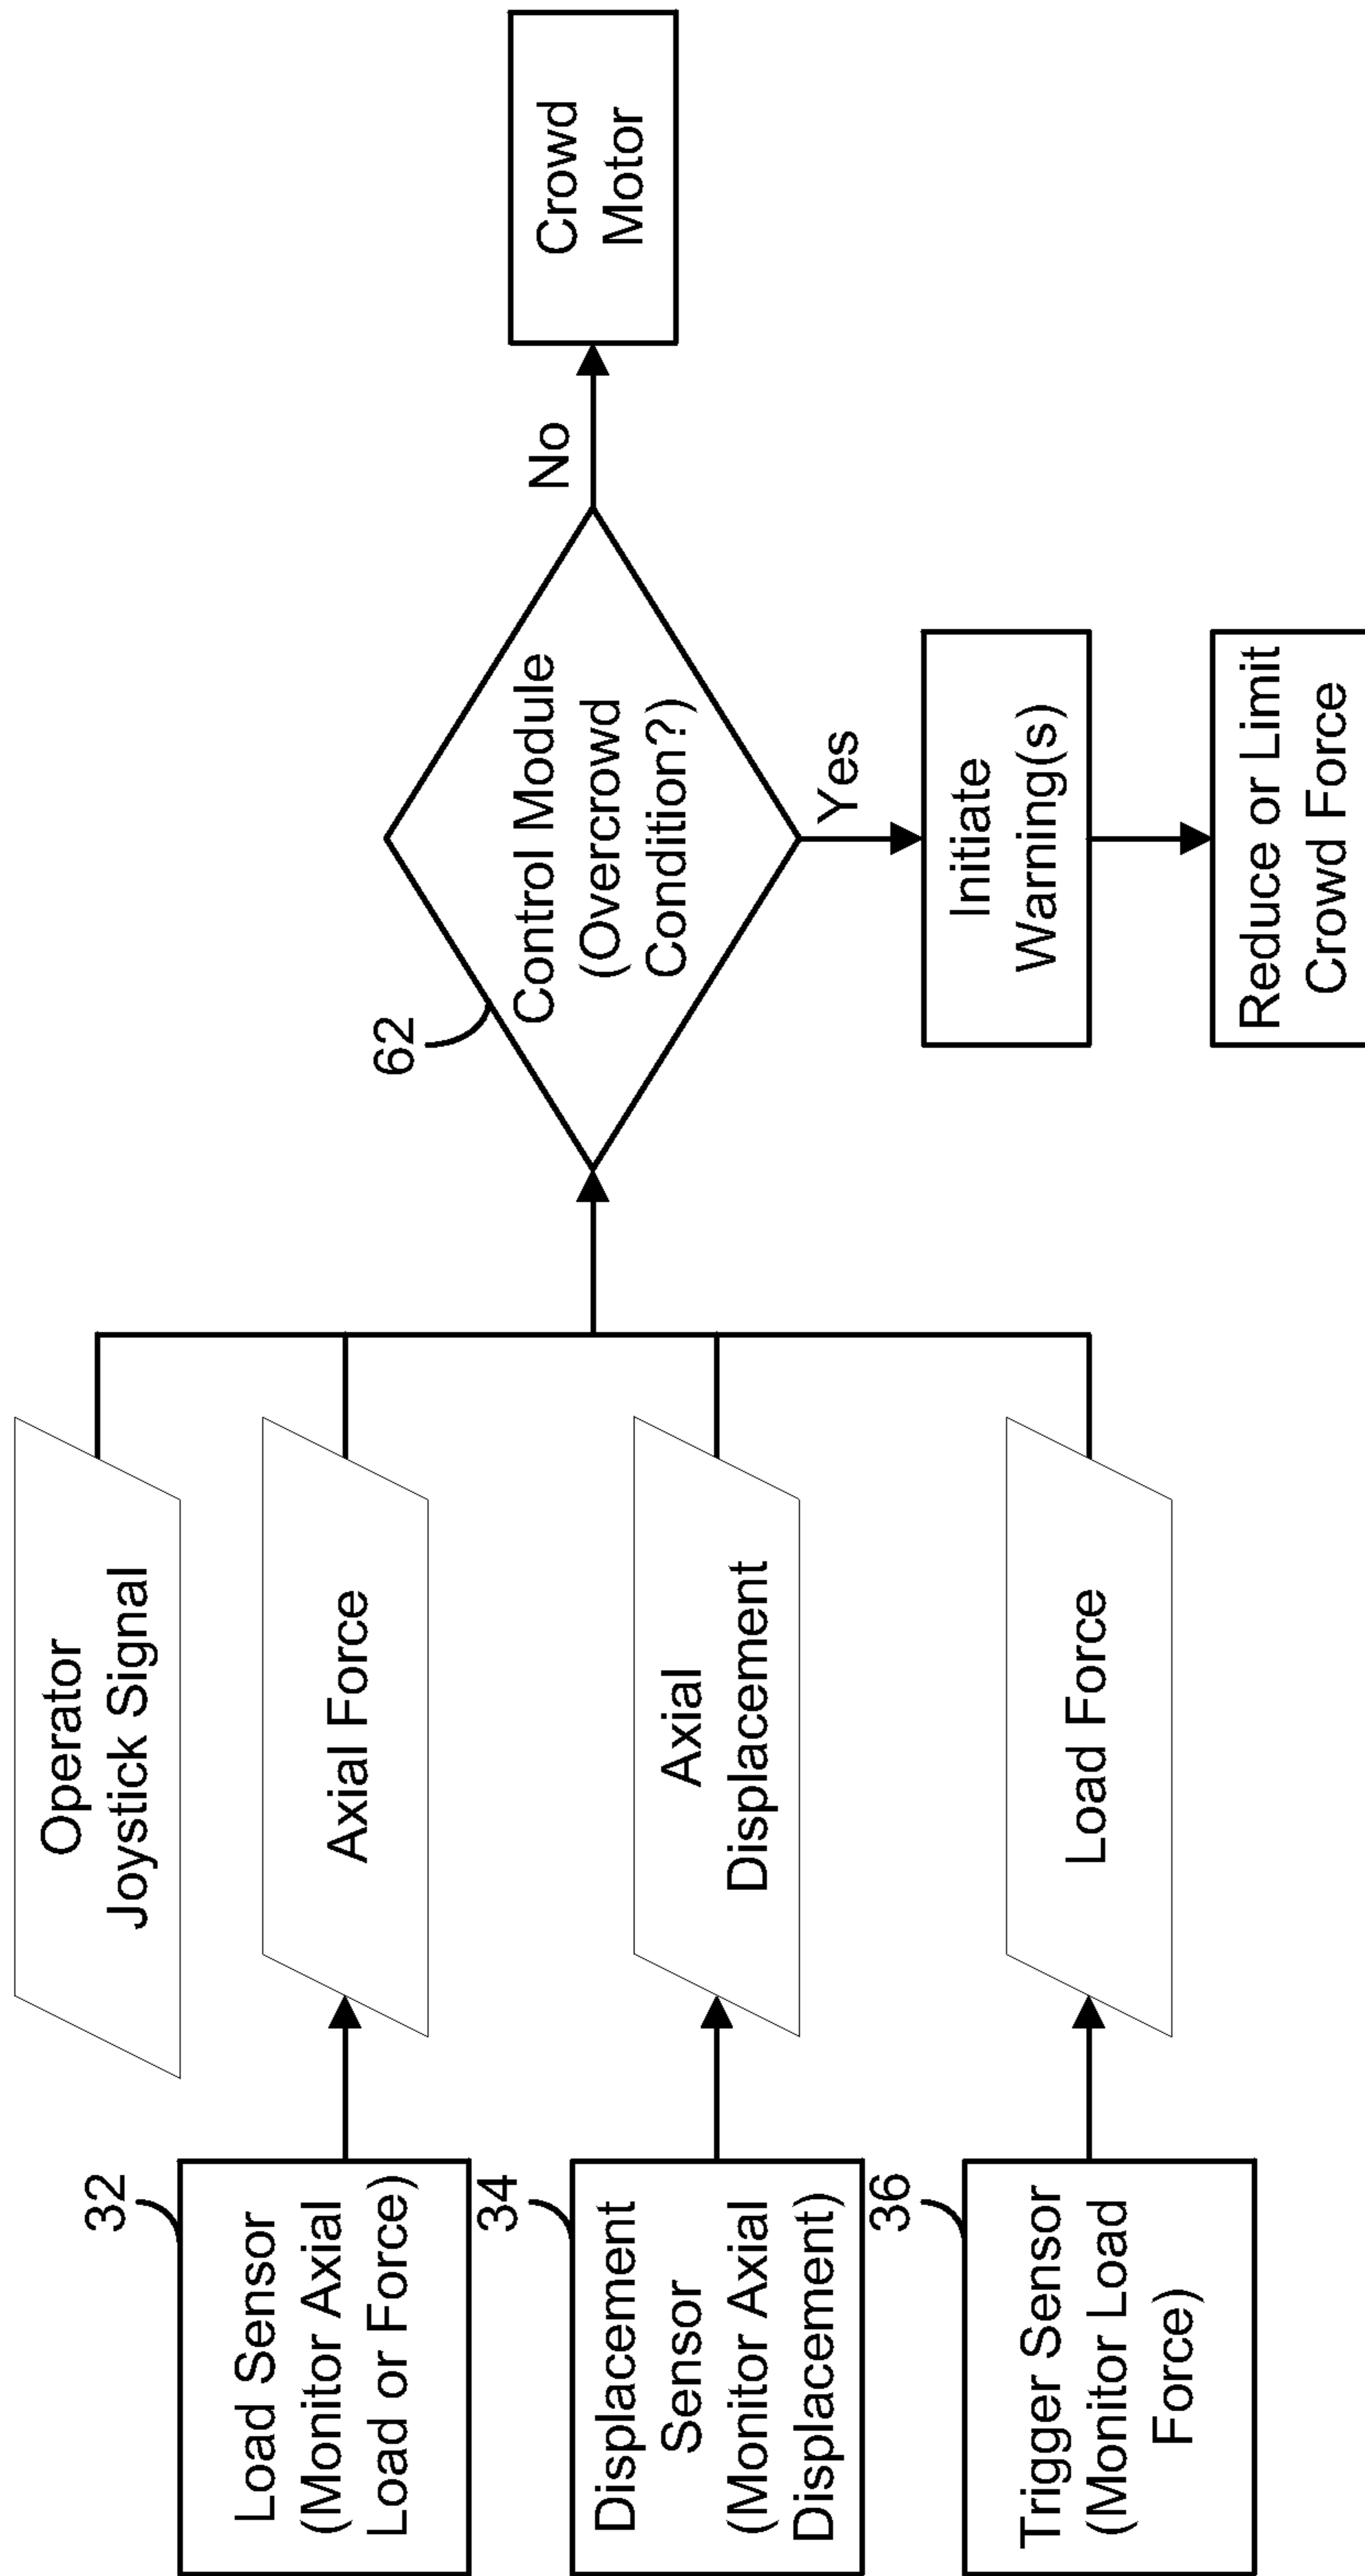 Operator
Joystick Signal
32
Load Sensor
(Monitor Axial
Load or Force)
Axial Force
34
Displacement
Sensor
(Monitor Axial
Displacement)
Axial
Displacement
36
Trigger Sensor
(Monitor Load
Force)
Load Force
62
Control Module
(Overcrowd
Condition?)
No
Crowd
Motor
Yes
Initiate
Warning(s)
Reduce or Limit
Crowd Force